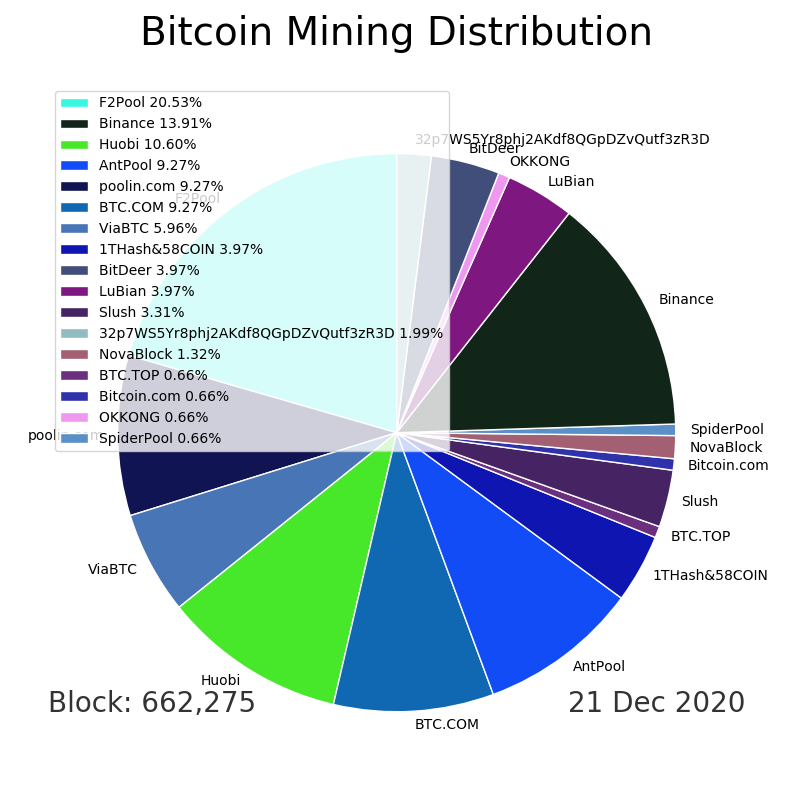 Bitcoin Mining Distribution
F2Pool 20.53%
Binance 13.91%
Huobi 10.60%
AntPool 9.27%
poolin.com 9.27%
BTC.COM 9.27%
ViaBTC 5.96%
1THash&58COIN 3.97%
BitDeer 3.97%
LuBian 3.97%
Slush 3.31%
32p7WS5Yr8phj2AKdf8QGpDZvQutf3zR3D 1.99%
NovaBlock 1.32%
BTC.TOP 0.66%
Bitcoin.com 0.66%
OKKONG 0.66%
SpiderPool 0.66%
32p7WS5Yr8phj2AKdf8QGpDZvQutf3zR3D
BitDeer
OKKONG
LuBian
F2Pool
Binance
SpiderPool
poolin.com
NovaBlock
Bitcoin.com
Slush
BTC.TOP
ViaBTC
1THash&58COIN
AntPool
Huobi
BTC.COM
Block: 662,275
21 Dec 2020